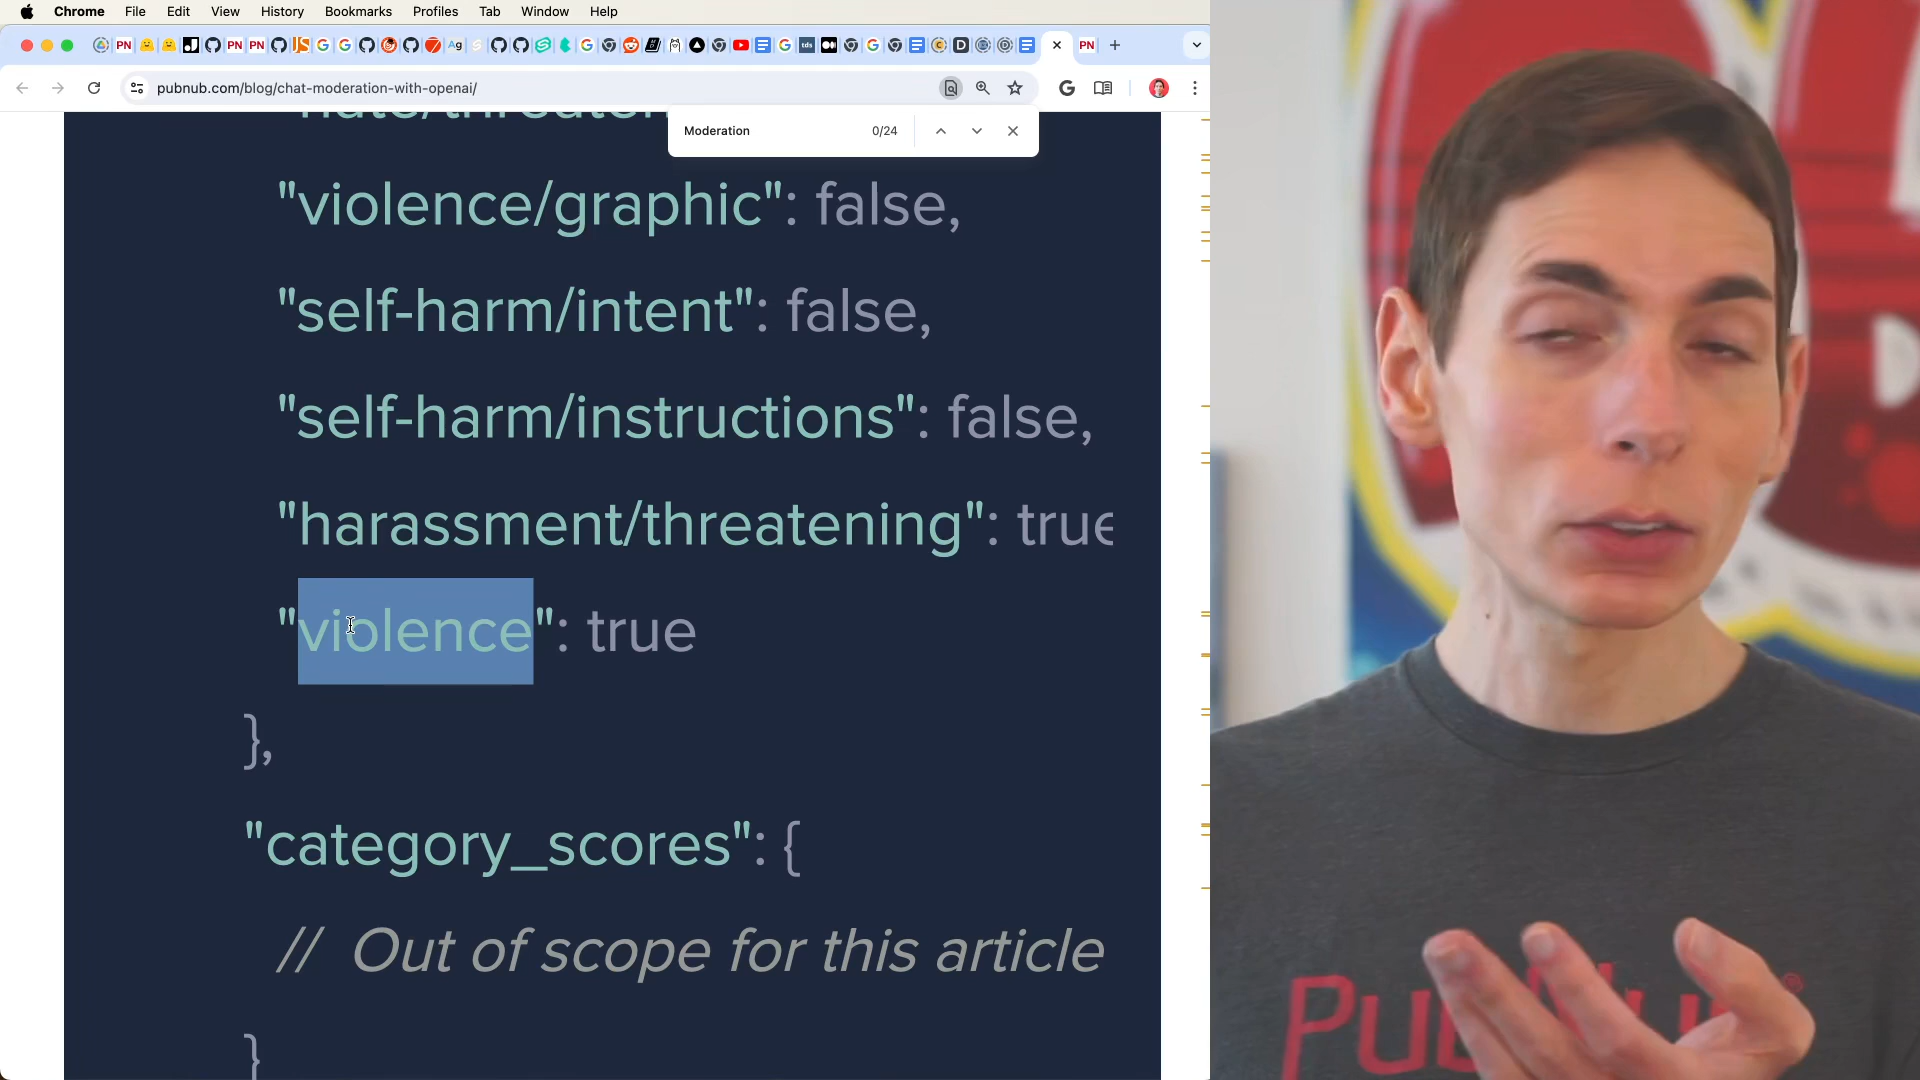 Chrome File Edit View History Bookmarks Profiles Tab Window Help
pubnub.com/blog/chat-moderation-with-openai/
Moderation 0/24
"violence/graphic": false,
"self-harm/intent": false,
"self-harm/instructions": false,
"harassment/threatening": true
"violence": true
},
"category_scores": {
// Out of scope for this article
}
PubNub